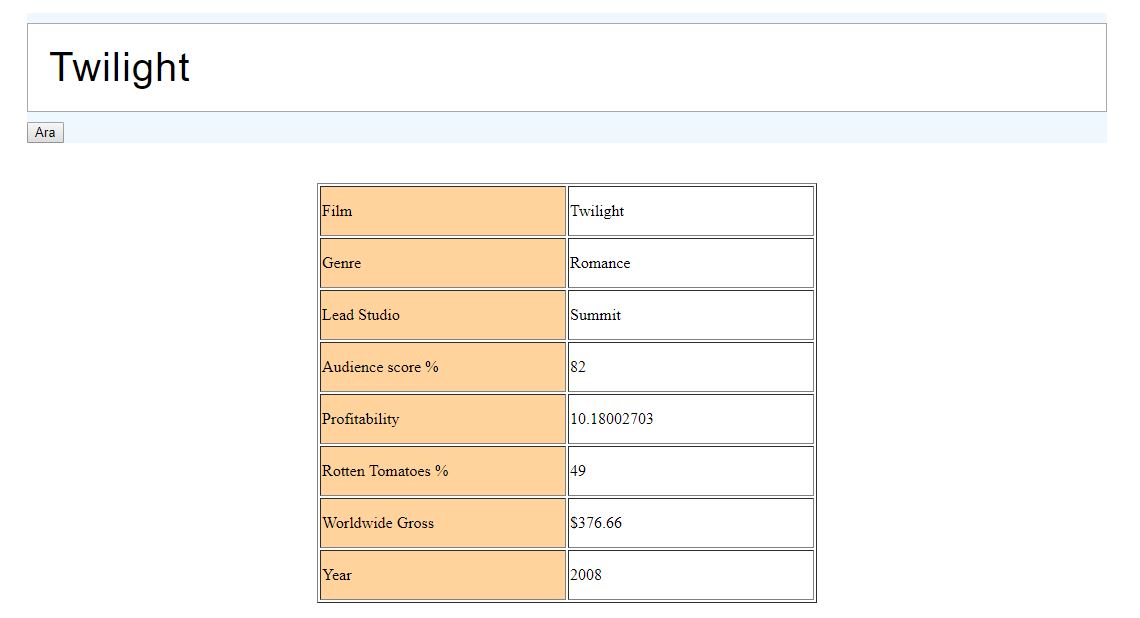 Twilight
Ara
Film Twilight
Genre Romance
Lead Studio Summit
Audience score % 82
Profitability 10.18002703
Rotten Tomatoes % 49
Worldwide Gross $376.66
Year 2008